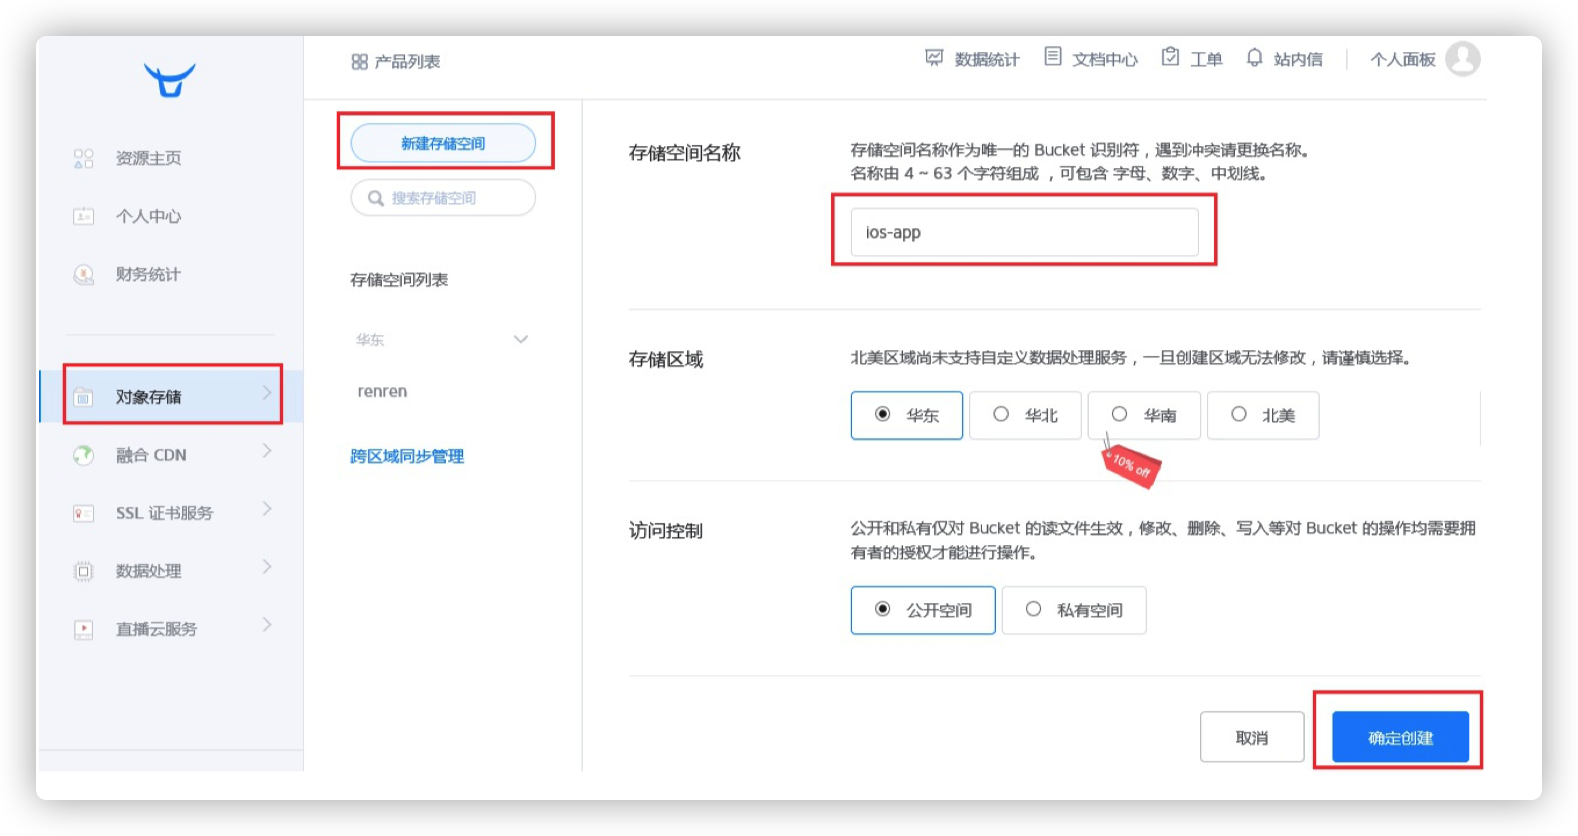 产品列表
数据统计
文档中心
工单
站内信
个人面板
资源主页
个人中心
财务统计
对象存储
融合 CDN
SSL 证书服务
数据处理
直播云服务
新建存储空间
搜索存储空间
存储空间列表
华东
renren
跨区域同步管理
存储空间名称
存储空间名称作为唯一的 Bucket 识别符，遇到冲突请更换名称。
名称由 4 ~ 63 个字符组成 ，可包含 字母、数字、中划线。
ios-app
存储区域
北美区域尚未支持自定义数据处理服务，一旦创建区域无法修改，请谨慎选择。
华东
华北
华南
北美
10% off
访问控制
公开和私有仅对 Bucket 的读文件生效，修改、删除、写入等对 Bucket 的操作均需要拥
有者的授权才能进行操作。
公开空间
私有空间
取消
确定创建